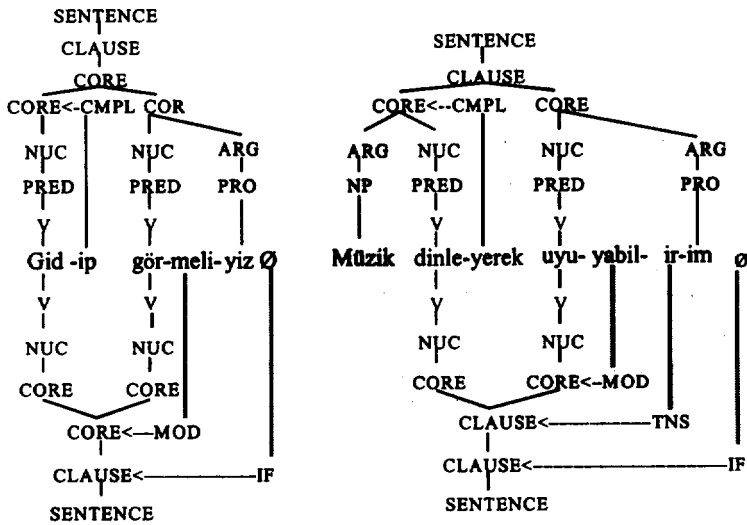 SENTENCE
CLAUSE
CORE
CORE<-CMPL COR
NUC NUC ARG
PRED PRED PRO
V V
Gid -ip gör-meli-yiz Ø
V V
NUC NUC
CORE CORE
CORE<---MOD
CLAUSE<-----------IF
SENTENCE
SENTENCE
CLAUSE
CORE<--CMPL CORE
ARG NUC NUC ARG
NP PRED PRED PRO
V V
Müzik dinle-yerek uyu- yabil- ir-im Ø
V V
NUC NUC
CORE CORE<--MOD
CLAUSE<------------TNS
CLAUSE<---------------------IF
SENTENCE